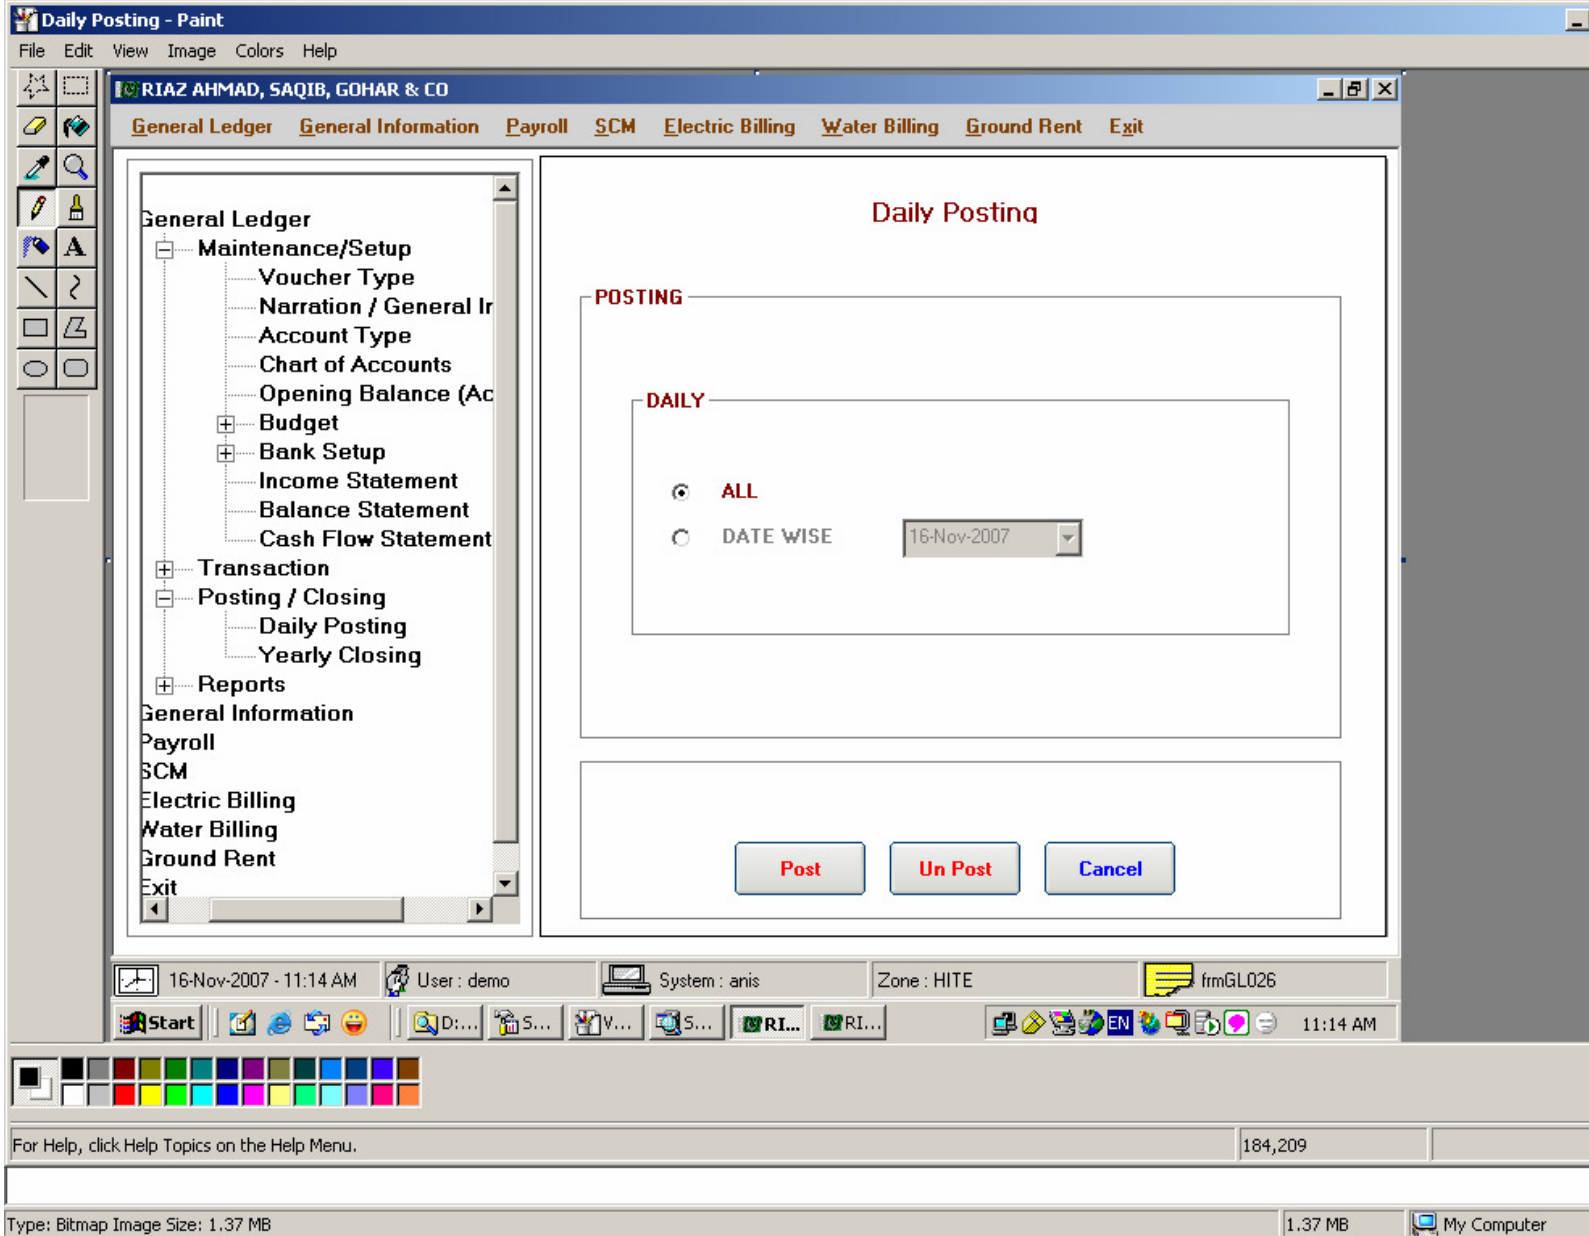 Daily Posting - Paint
File Edit View Image Colors Help
RIAZ AHMAD, SAQIB, GOHAR & CO
General Ledger General Information Payroll SCM Electric Billing Water Billing Ground Rent Exit
General Ledger
Maintenance/Setup
Voucher Type
Narration / General Ir
Account Type
Chart of Accounts
Opening Balance (Ac
Budget
Bank Setup
Income Statement
Balance Statement
Cash Flow Statement
Transaction
Posting / Closing
Daily Posting
Yearly Closing
Reports
General Information
Payroll
SCM
Electric Billing
Water Billing
Ground Rent
Exit
Daily Posting
POSTING
DAILY
ALL
DATE WISE 16-Nov-2007
Post Un Post Cancel
16-Nov-2007 - 11:14 AM User : demo System : anis Zone : HITE frmGL026
Start D:... S... V... S... RI... RI... EN 11:14 AM
For Help, click Help Topics on the Help Menu. 184,209
Type: Bitmap Image Size: 1.37 MB 1.37 MB My Computer